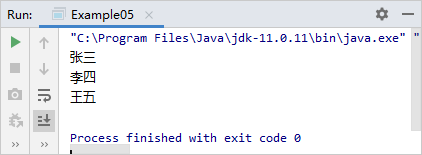 Run: Example05
"C:\Program Files\Java\jdk-11.0.11\bin\java.exe" "
张三
李四
王五
Process finished with exit code 0